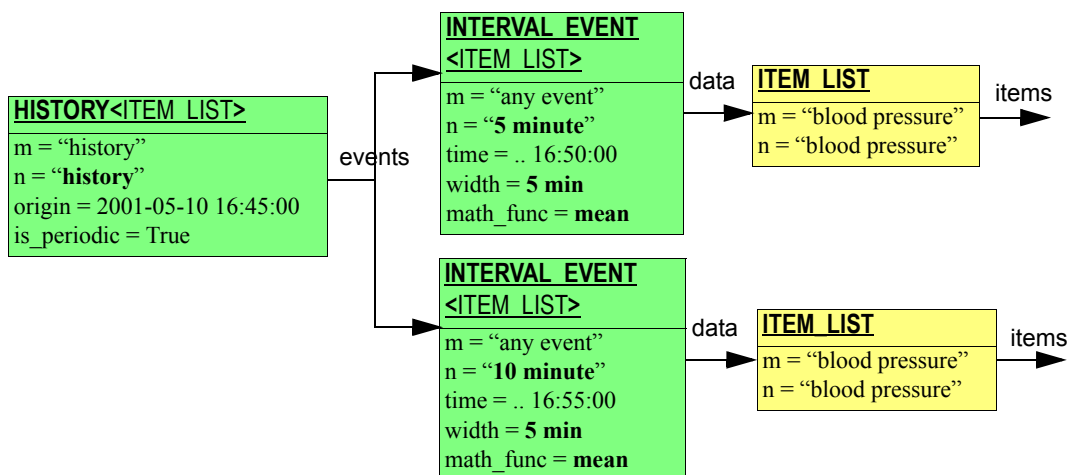 HISTORY<ITEM_LIST>
m = “history”
n = “history”
origin = 2001-05-10 16:45:00
is_periodic = True
events
INTERVAL_EVENT
<ITEM_LIST>
m = “any event”
n = “5 minute”
time = .. 16:50:00
width = 5 min
math_func = mean
data
ITEM_LIST
m = “blood pressure”
n = “blood pressure”
items
INTERVAL_EVENT
<ITEM_LIST>
m = “any event”
n = “10 minute”
time = .. 16:55:00
width = 5 min
math_func = mean
data
ITEM_LIST
m = “blood pressure”
n = “blood pressure”
items